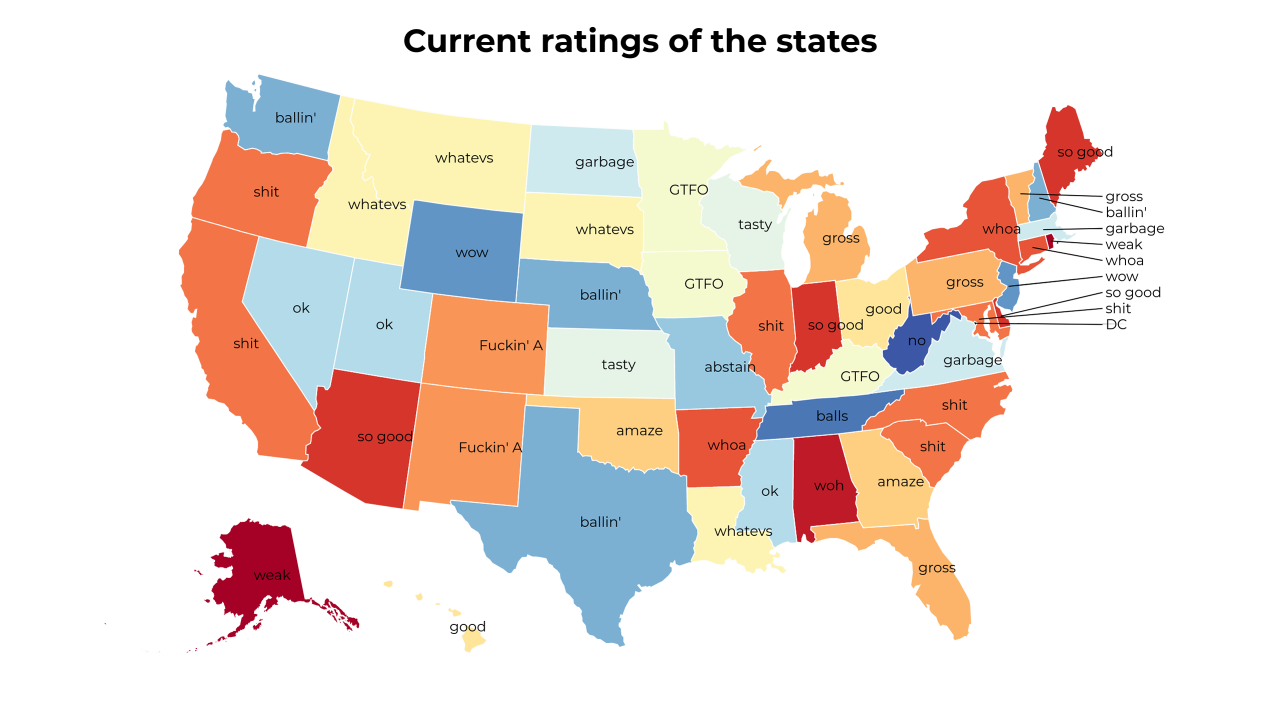 Current ratings of the states
ballin'
so good
whatevs
garbage
GTFO
shit
gross
whatevs
ballin'
tasty
whoa
garbage
whatevs
gross
weak
wow
whoa
gross
wow
GTFO
gross
so good
ballin'
ok
good
shit
ok
shit
so good
DC
shit
Fuckin' A
no
garbage
tasty
abstain
GTFO
shit
balls
amaze
so good
Fuckin' A
whoa
shit
amaze
woh
ok
ballin'
whatevs
gross
weak
good